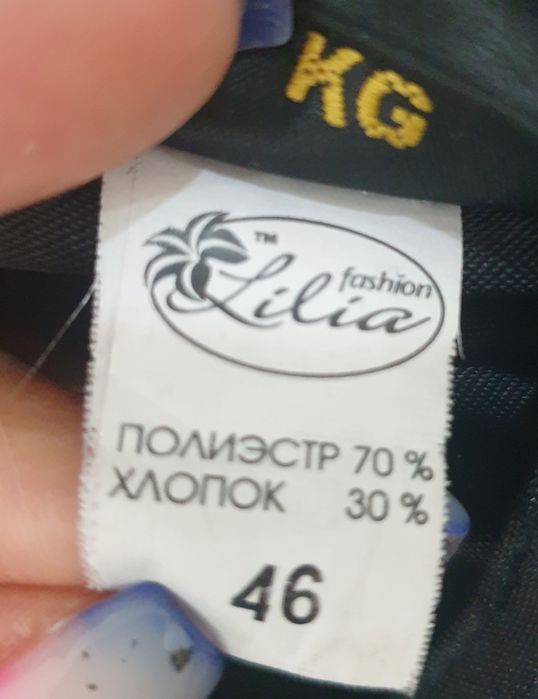 KG
TM
fashion
Lilia
ПОЛИЭСТР 70 %
ХЛОПОК 30 %
46